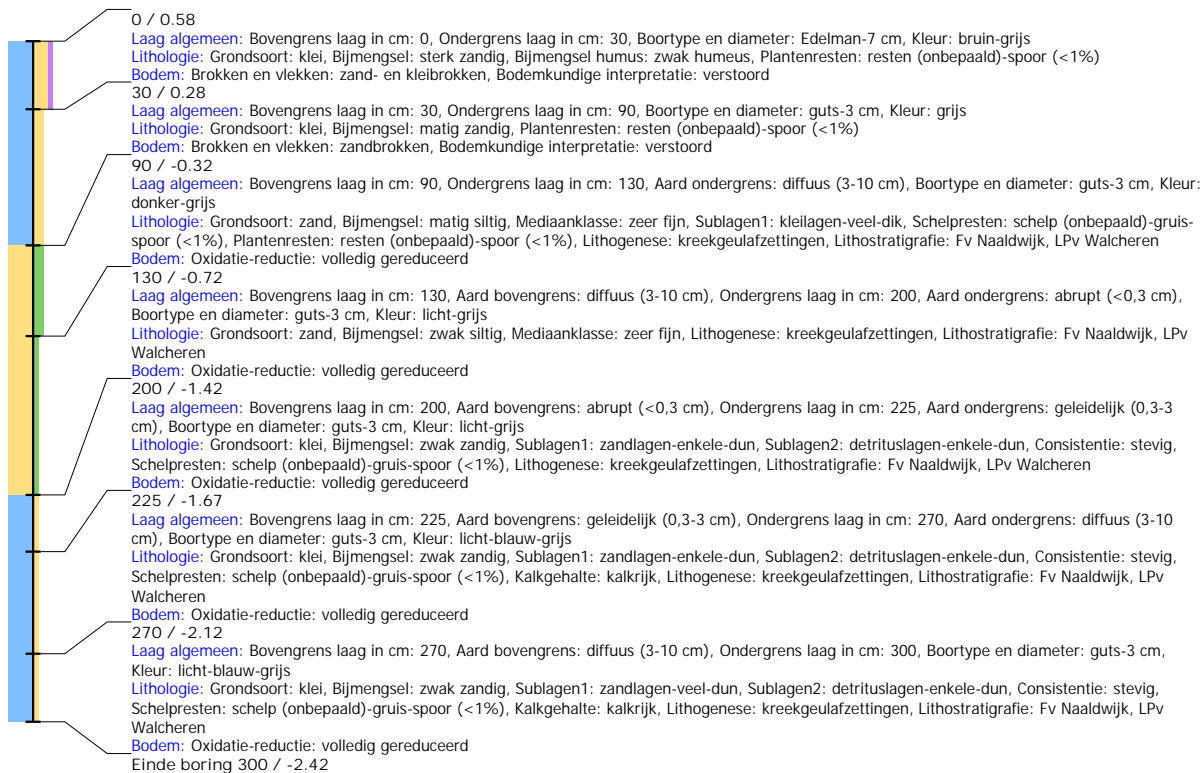 0 / 0.58
Laag algemeen: Bovengrens laag in cm: 0, Ondergrens laag in cm: 30, Boortype en diameter: Edelman-7 cm, Kleur: bruin-grijs
Lithologie: Grondsoort: klei, Bijmengsel: sterk zandig, Bijmengsel humus: zwak humeus, Plantenresten: resten (onbepaald)-spoor (<1%)
Bodem: Brokken en vlekken: zand- en kleibrokken, Bodemkundige interpretatie: verstoord
30 / 0.28
Laag algemeen: Bovengrens laag in cm: 30, Ondergrens laag in cm: 90, Boortype en diameter: guts-3 cm, Kleur: grijs
Lithologie: Grondsoort: klei, Bijmengsel: matig zandig, Plantenresten: resten (onbepaald)-spoor (<1%)
Bodem: Brokken en vlekken: zandbrokken, Bodemkundige interpretatie: verstoord
90 / -0.32
Laag algemeen: Bovengrens laag in cm: 90, Ondergrens laag in cm: 130, Aard ondergrens: diffuus (3-10 cm), Boortype en diameter: guts-3 cm, Kleur:
donker-grijs
Lithologie: Grondsoort: zand, Bijmengsel: matig siltig, Mediaanklasse: zeer fijn, Sublagen1: kleilagen-veel-dik, Schelpresten: schelp (onbepaald)-gruis-
spoor (<1%), Plantenresten: resten (onbepaald)-spoor (<1%), Lithogenese: kreekgeulafzettingen, Lithostratigrafie: Fv Naaldwijk, LPv Walcheren
Bodem: Oxidatie-reductie: volledig gereduceerd
130 / -0.72
Laag algemeen: Bovengrens laag in cm: 130, Aard bovengrens: diffuus (3-10 cm), Ondergrens laag in cm: 200, Aard ondergrens: abrupt (<0,3 cm),
Boortype en diameter: guts-3 cm, Kleur: licht-grijs
Lithologie: Grondsoort: zand, Bijmengsel: zwak siltig, Mediaanklasse: zeer fijn, Lithogenese: kreekgeulafzettingen, Lithostratigrafie: Fv Naaldwijk, LPv
Walcheren
Bodem: Oxidatie-reductie: volledig gereduceerd
200 / -1.42
Laag algemeen: Bovengrens laag in cm: 200, Aard bovengrens: abrupt (<0,3 cm), Ondergrens laag in cm: 225, Aard ondergrens: geleidelijk (0,3-3
cm), Boortype en diameter: guts-3 cm, Kleur: licht-grijs
Lithologie: Grondsoort: klei, Bijmengsel: zwak zandig, Sublagen1: zandlagen-enkele-dun, Sublagen2: detrituslagen-enkele-dun, Consistentie: stevig,
Schelpresten: schelp (onbepaald)-gruis-spoor (<1%), Lithogenese: kreekgeulafzettingen, Lithostratigrafie: Fv Naaldwijk, LPv Walcheren
Bodem: Oxidatie-reductie: volledig gereduceerd
225 / -1.67
Laag algemeen: Bovengrens laag in cm: 225, Aard bovengrens: geleidelijk (0,3-3 cm), Ondergrens laag in cm: 270, Aard ondergrens: diffuus (3-10
cm), Boortype en diameter: guts-3 cm, Kleur: licht-blauw-grijs
Lithologie: Grondsoort: klei, Bijmengsel: zwak zandig, Sublagen1: zandlagen-enkele-dun, Sublagen2: detrituslagen-enkele-dun, Consistentie: stevig,
Schelpresten: schelp (onbepaald)-gruis-spoor (<1%), Kalkgehalte: kalkrijk, Lithogenese: kreekgeulafzettingen, Lithostratigrafie: Fv Naaldwijk, LPv
Walcheren
Bodem: Oxidatie-reductie: volledig gereduceerd
270 / -2.12
Laag algemeen: Bovengrens laag in cm: 270, Aard bovengrens: diffuus (3-10 cm), Ondergrens laag in cm: 300, Boortype en diameter: guts-3 cm,
Kleur: licht-blauw-grijs
Lithologie: Grondsoort: klei, Bijmengsel: zwak zandig, Sublagen1: zandlagen-veel-dun, Sublagen2: detrituslagen-enkele-dun, Consistentie: stevig,
Schelpresten: schelp (onbepaald)-gruis-spoor (<1%), Kalkgehalte: kalkrijk, Lithogenese: kreekgeulafzettingen, Lithostratigrafie: Fv Naaldwijk, LPv
Walcheren
Bodem: Oxidatie-reductie: volledig gereduceerd
Einde boring 300 / -2.42